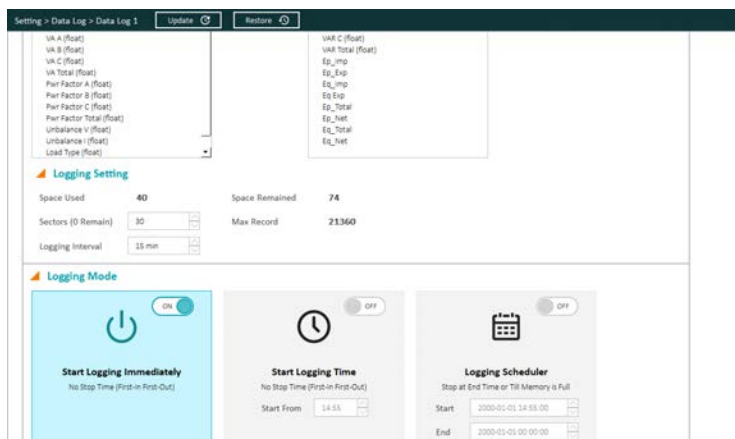 Setting > Data Log > Data Log 1 Update Restore
VA A (float)
VA B (float)
VA C (float)
VA Total (float)
Pwr Factor A (float)
Pwr Factor B (float)
Pwr Factor C (float)
Pwr Factor Total (float)
Unbalance V (float)
Unbalance I (float)
Load Type (float)
VAR C (float)
VAR Total (float)
Ep_Imp
Ep_Exp
Eq_Imp
Eq Exp
Ep_Total
Ep_Net
Eq_Total
Eq_Net
Logging Setting
Space Used 40 Space Remained 74
Sectors (0 Remain) 30 Max Record 21360
Logging Interval 15 min
Logging Mode
ON
Start Logging Immediately
No Stop Time (First-In First-Out)
OFF
Start Logging Time
No Stop Time (First-In First-Out)
Start From 14:55
OFF
Logging Scheduler
Stop at End Time or Till Memory is Full
Start 2000-01-01 14:55:00
End 2000-01-01 00:00:00